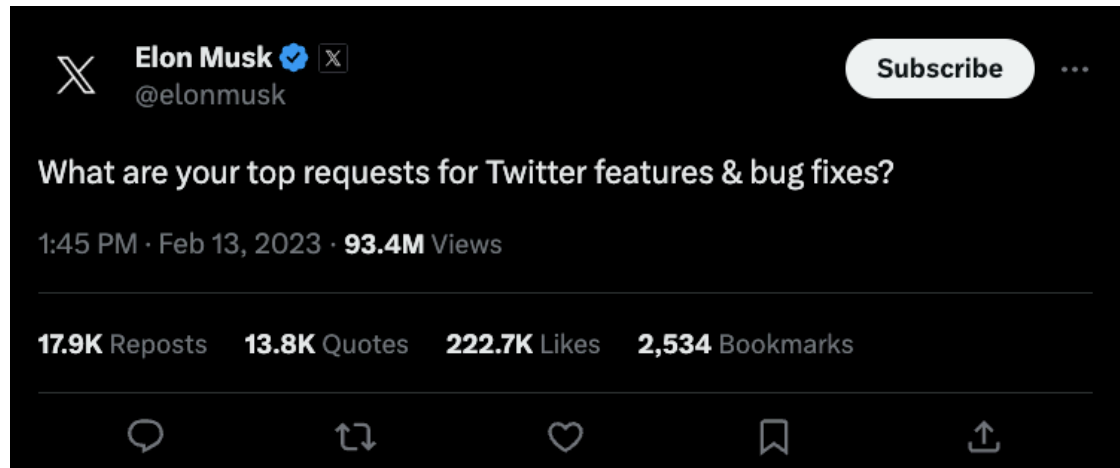 Elon Musk
@elonmusk
Subscribe
What are your top requests for Twitter features & bug fixes?
1:45 PM · Feb 13, 2023 · 93.4M Views
17.9K Reposts 13.8K Quotes 222.7K Likes 2,534 Bookmarks